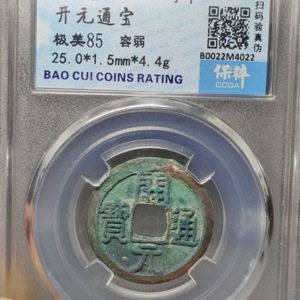 开元通宝
极美85 容弱
25.0*1.5mm*4.4g
BAO CUI COINS RATING
扫码验真伪
B0022M4022
保粹
CCGA
開
寶 通
元